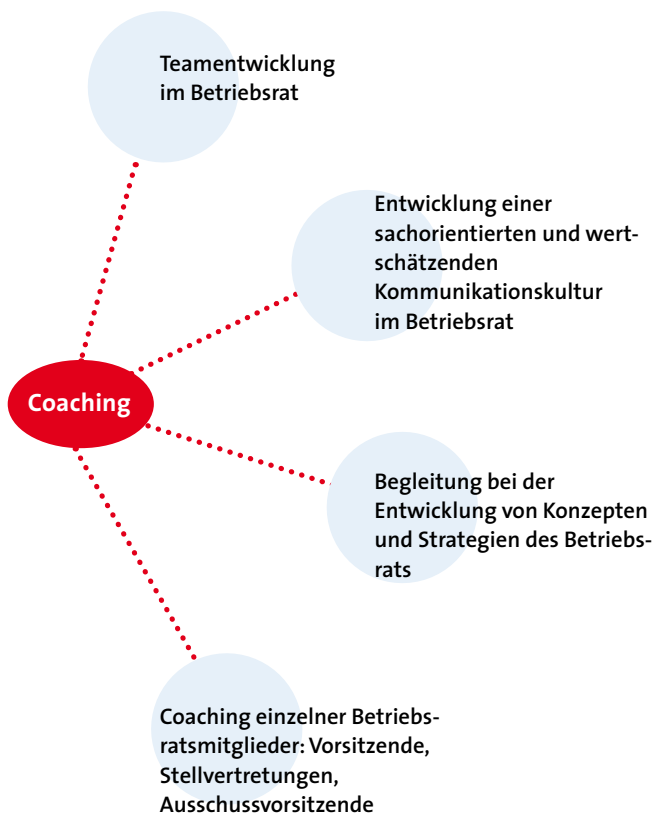 Teamentwicklung
im Betriebsrat
Entwicklung einer
sachorientierten und wert-
schätzenden
Kommunikationskultur
im Betriebsrat
Coaching
Begleitung bei der
Entwicklung von Konzepten
und Strategien des Betriebs-
rats
Coaching einzelner Betriebs-
ratsmitglieder: Vorsitzende,
Stellvertretungen,
Ausschussvorsitzende